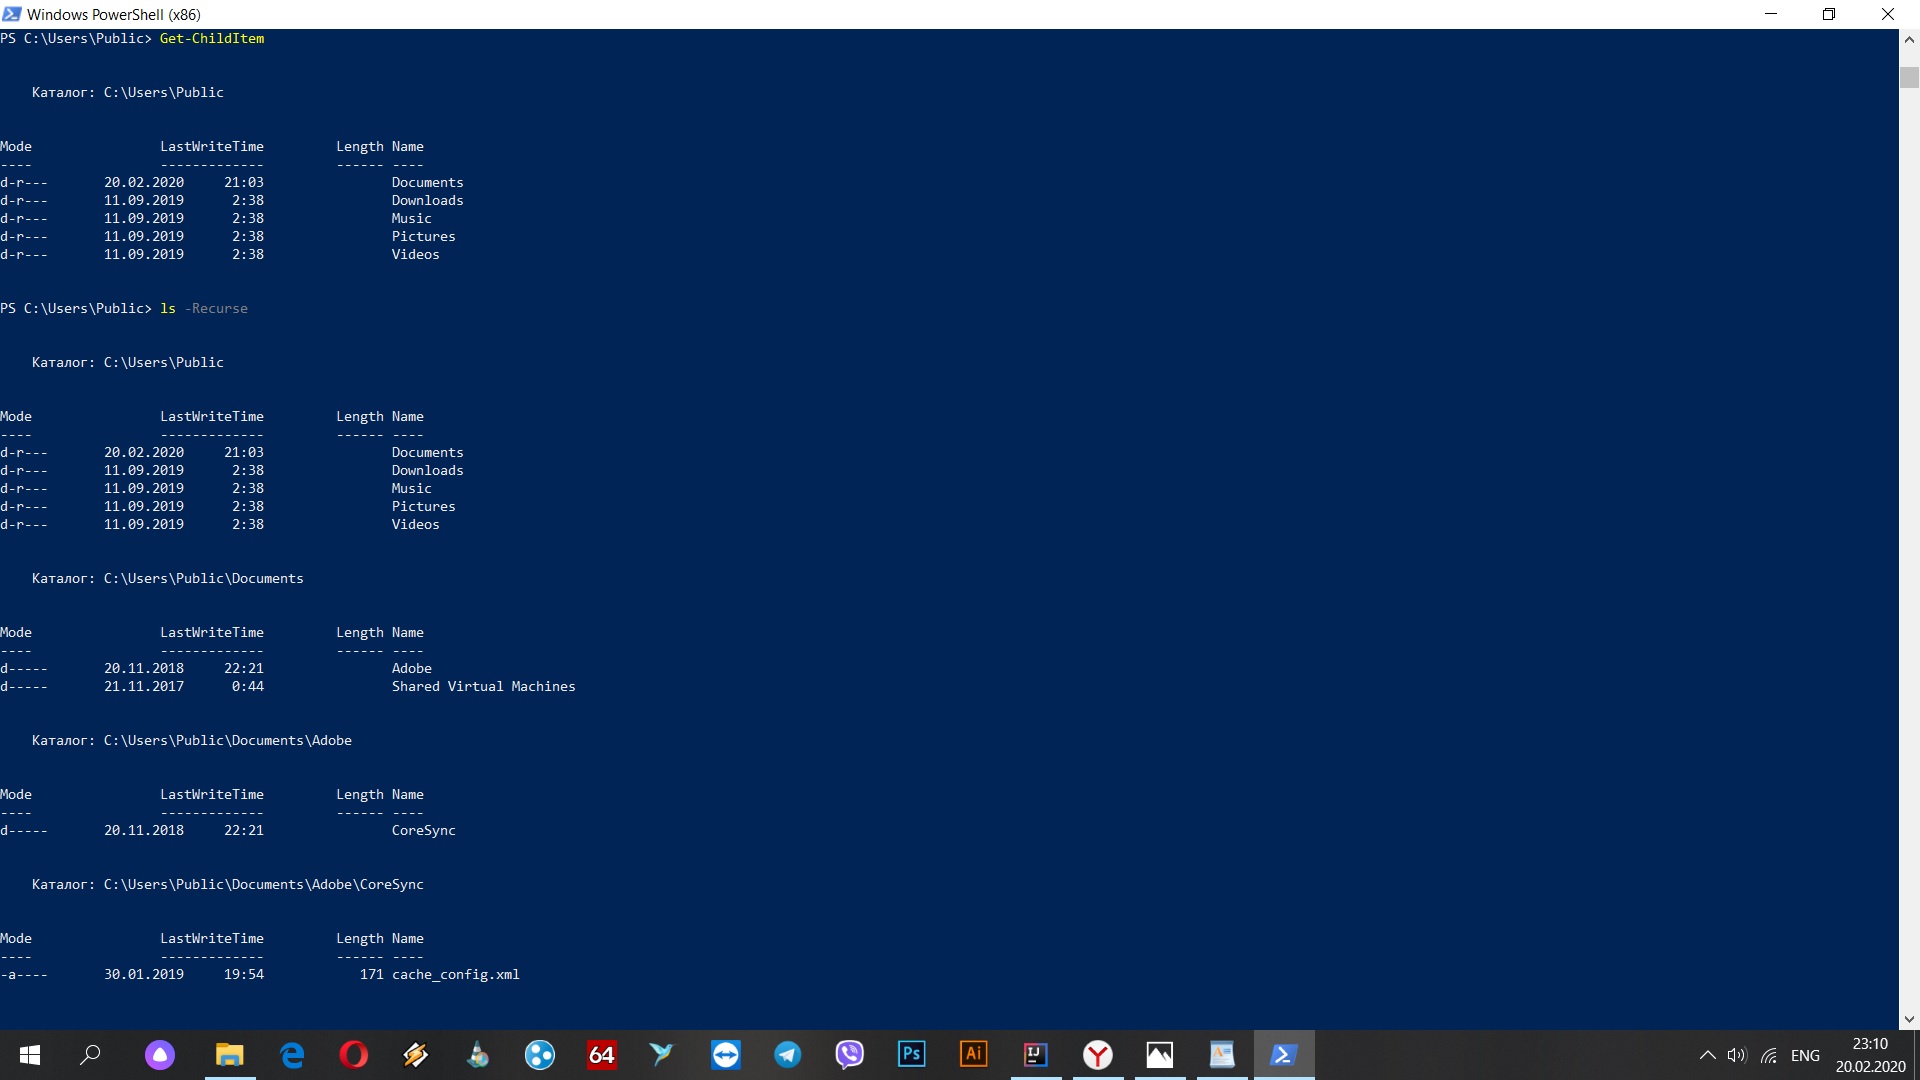 Windows PowerShell (x86)
PS C:\Users\Public> Get-ChildItem
Каталог: C:\Users\Public
Mode LastWriteTime Length Name
---- ------------- ------ ----
d-r--- 20.02.2020 21:03 Documents
d-r--- 11.09.2019 2:38 Downloads
d-r--- 11.09.2019 2:38 Music
d-r--- 11.09.2019 2:38 Pictures
d-r--- 11.09.2019 2:38 Videos
PS C:\Users\Public> ls -Recurse
Каталог: C:\Users\Public
Mode LastWriteTime Length Name
---- ------------- ------ ----
d-r--- 20.02.2020 21:03 Documents
d-r--- 11.09.2019 2:38 Downloads
d-r--- 11.09.2019 2:38 Music
d-r--- 11.09.2019 2:38 Pictures
d-r--- 11.09.2019 2:38 Videos
Каталог: C:\Users\Public\Documents
Mode LastWriteTime Length Name
---- ------------- ------ ----
d----- 20.11.2018 22:21 Adobe
d----- 21.11.2017 0:44 Shared Virtual Machines
Каталог: C:\Users\Public\Documents\Adobe
Mode LastWriteTime Length Name
---- ------------- ------ ----
d----- 20.11.2018 22:21 CoreSync
Каталог: C:\Users\Public\Documents\Adobe\CoreSync
Mode LastWriteTime Length Name
---- ------------- ------ ----
-a---- 30.01.2019 19:54 171 cache_config.xml
64 Ps Ai IJ ENG 23:10
20.02.2020